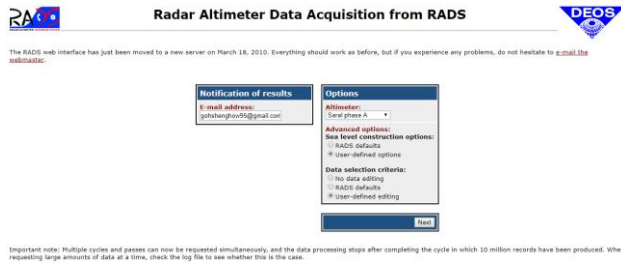 RADS
Radar Altimeter Data Acquisition from RADS
DEOS
The RADS web interface has just been moved to a new server on March 18, 2010. Everything should work as before, but if you experience any problems, do not hesitate to e-mail the
webmaster.
Notification of results
E-mail address:
gohshenghow95@gmail.com
Options
Altimeter:
Saral phase A
Advanced options:
Sea level construction options:
RADS defaults
User-defined options
Data selection criteria:
No data editing
RADS defaults
User-defined editing
Next
Important note: Multiple cycles and passes can now be requested simultaneously, and the data processing stops after completing the cycle in which 10 million records have been produced. Whe
requesting large amounts of data at a time, check the log file to see whether this is the case.